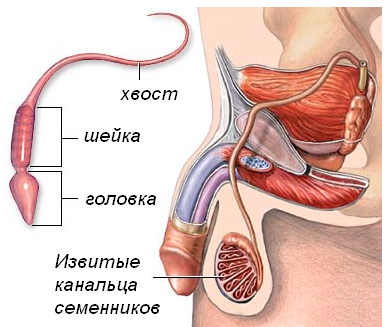 хвост
шейка
головка
Извитые
канальца
семенников